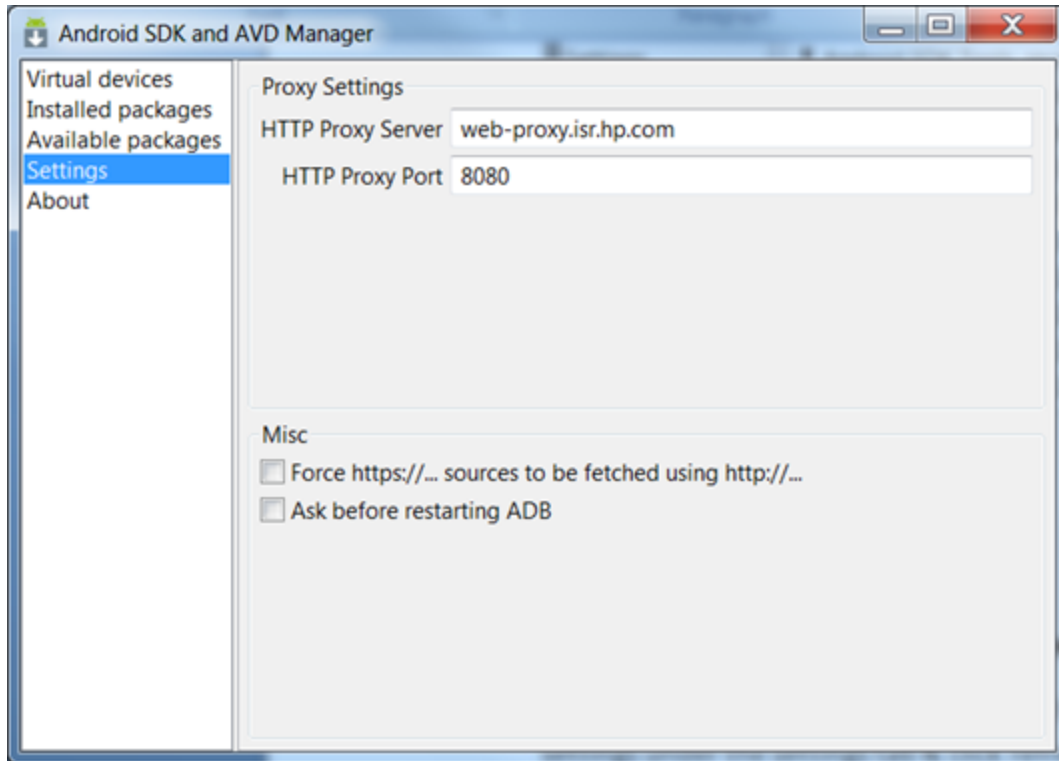 Android SDK and AVD Manager
Virtual devices
Installed packages
Available packages
Settings
About
Proxy Settings
HTTP Proxy Server web-proxy.isr.hp.com
HTTP Proxy Port 8080
Misc
Force https://... sources to be fetched using http://...
Ask before restarting ADB